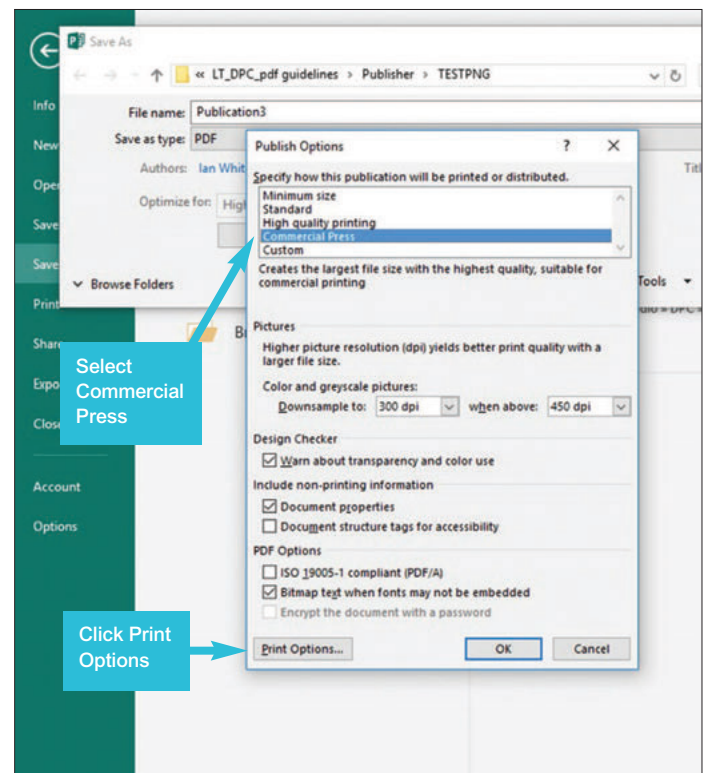 Save As
« LT_DPC_pdf guidelines > Publisher > TESTPNG
File name: Publication3
Save as type: PDF
Authors: Ian Whit
Optimize for: High
Browse Folders
Tools
Info
New
Open
Save
Save
Print
Share
Expo
Close
Account
Options
Publish Options ? X
Specify how this publication will be printed or distributed.
Minimum size
Standard
High quality printing
Commercial Press
Custom
Creates the largest file size with the highest quality, suitable for
commercial printing
Pictures
Higher picture resolution (dpi) yields better print quality with a
larger file size.
Color and greyscale pictures:
Downsample to: 300 dpi when above: 450 dpi
Design Checker
Warn about transparency and color use
Include non-printing information
Document properties
Document structure tags for accessibility
PDF Options
ISO 19005-1 compliant (PDF/A)
Bitmap text when fonts may not be embedded
Encrypt the document with a password
Print Options... OK Cancel
Select
Commercial
Press
Click Print
Options